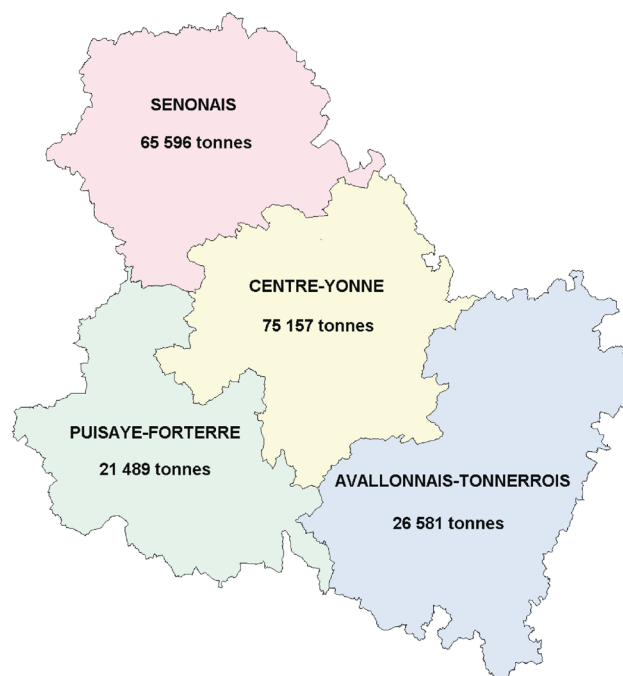 SENONAIS
65 596 tonnes
CENTRE-YONNE
75 157 tonnes
PUISAYE-FORTERRE
21 489 tonnes
AVALLONNAIS-TONNERROIS
26 581 tonnes